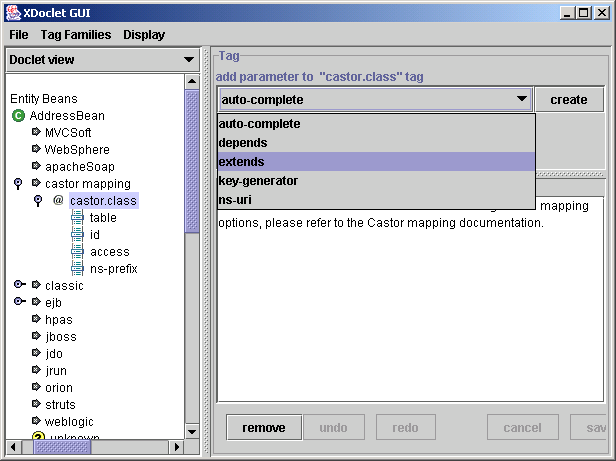 XDoclet GUI
File Tag Families Display
Doclet view
Entity Beans
AddressBean
MVCSoft
WebSphere
apacheSoap
castor mapping
castor.class
table
id
access
ns-prefix
classic
ejb
hpas
jboss
jdo
jrun
orion
struts
weblogic
unknown
Tag
add parameter to "castor.class" tag
auto-complete
create
auto-complete
depends
extends
key-generator
ns-uri
mapping
options, please refer to the Castor mapping documentation.
remove undo redo cancel sav